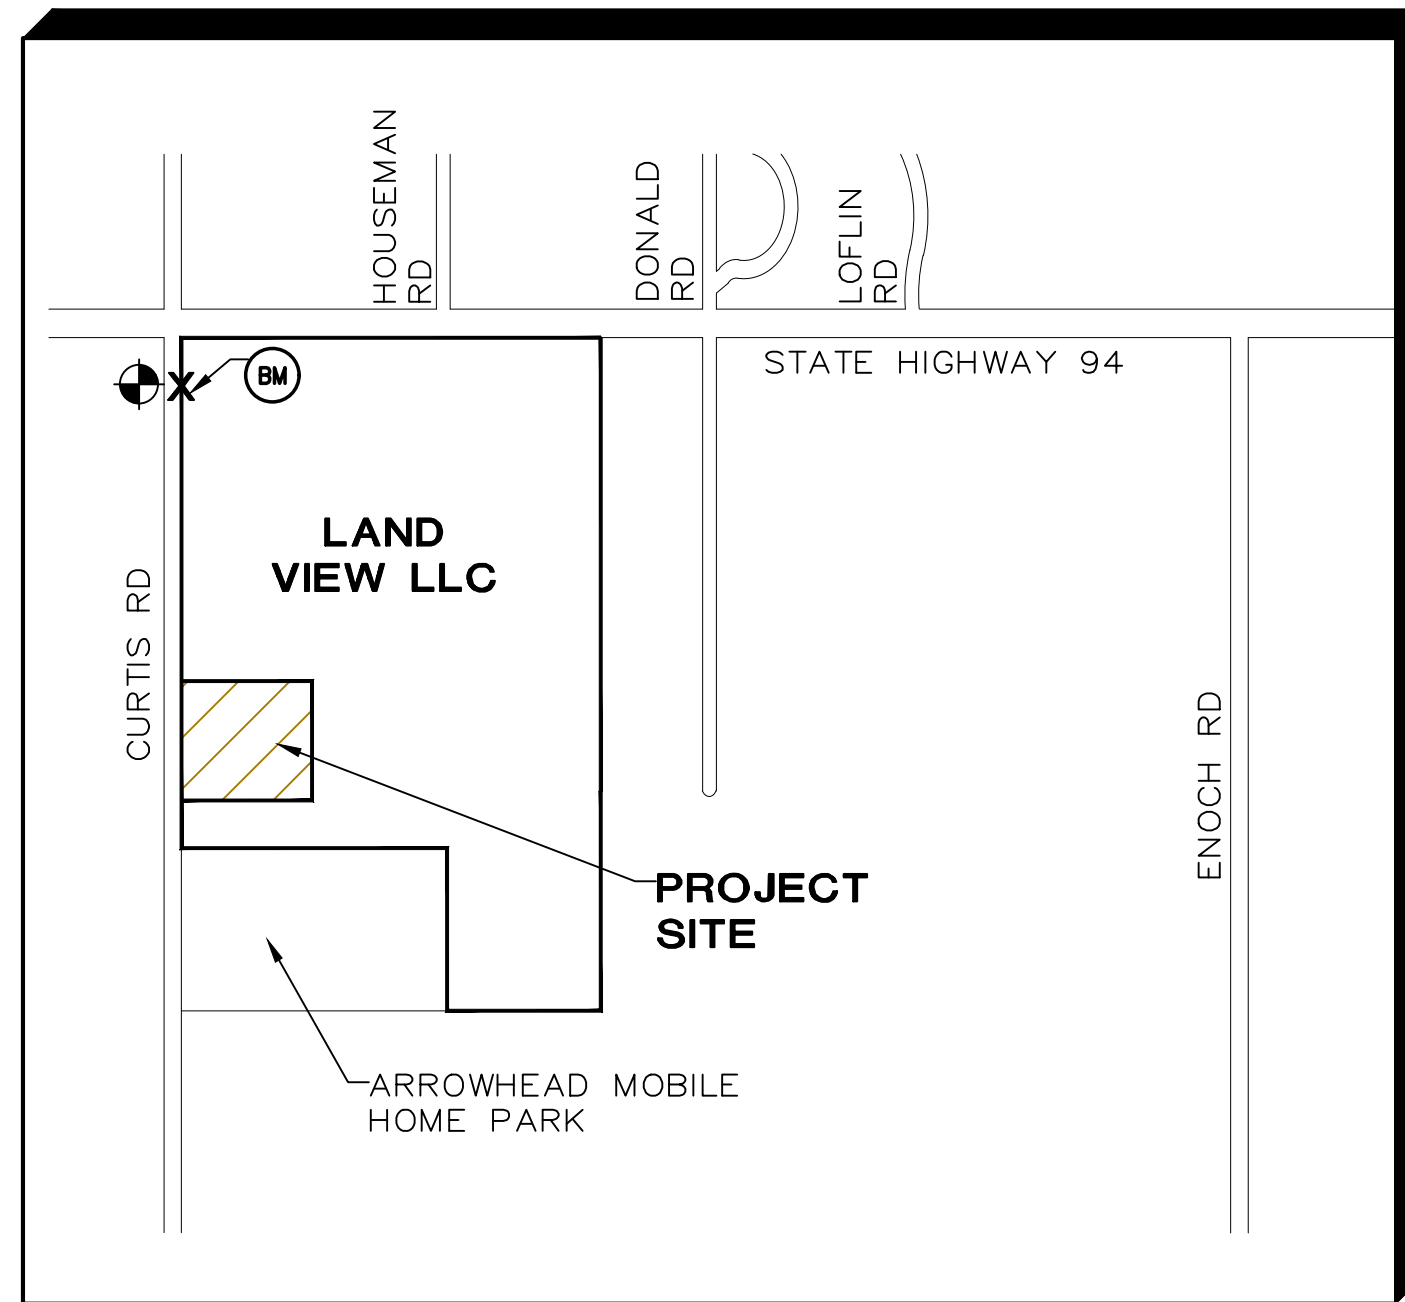 HOUSEMAN
RD
DONALD
RD
LOFLIN
RD
STATE HIGHWAY 94
X
BM
LAND
VIEW LLC
CURTIS RD
ENOCH RD
PROJECT
SITE
ARROWHEAD MOBILE
HOME PARK